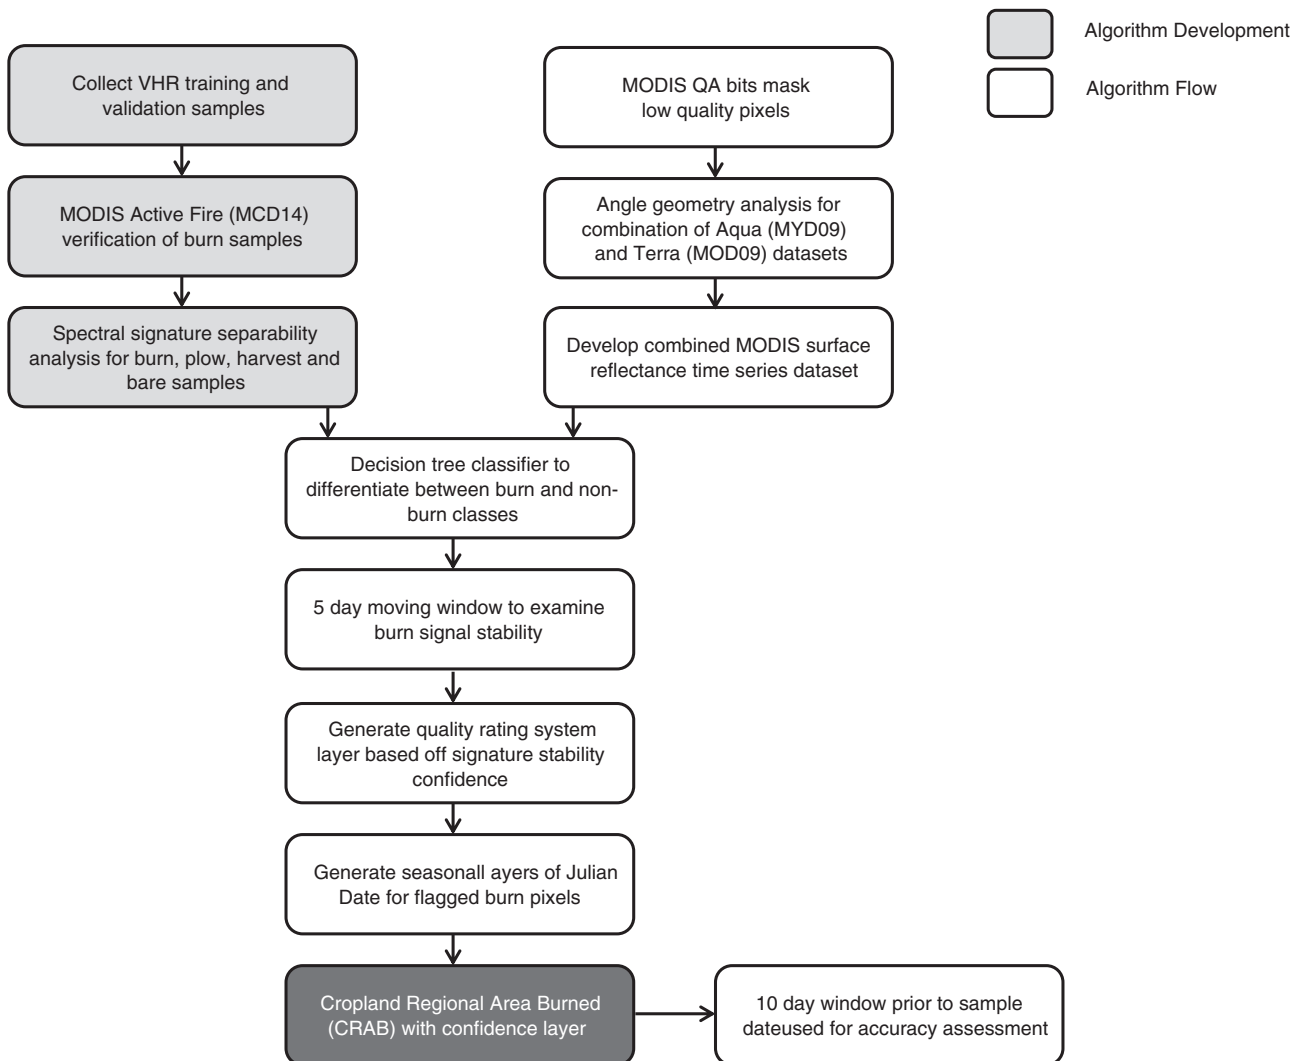 Algorithm Development
Algorithm Flow
Collect VHR training and
validation samples
MODIS Active Fire (MCD14)
verification of burn samples
Spectral signature separability
analysis for burn, plow, harvest and
bare samples
MODIS QA bits mask
low quality pixels
Angle geometry analysis for
combination of Aqua (MYD09)
and Terra (MOD09) datasets
Develop combined MODIS surface
reflectance time series dataset
Decision tree classifier to
differentiate between burn and non-
burn classes
5 day moving window to examine
burn signal stability
Generate quality rating system
layer based off signature stability
confidence
Generate seasonall ayers of Julian
Date for flagged burn pixels
Cropland Regional Area Burned
(CRAB) with confidence layer
10 day window prior to sample
dateused for accuracy assessment